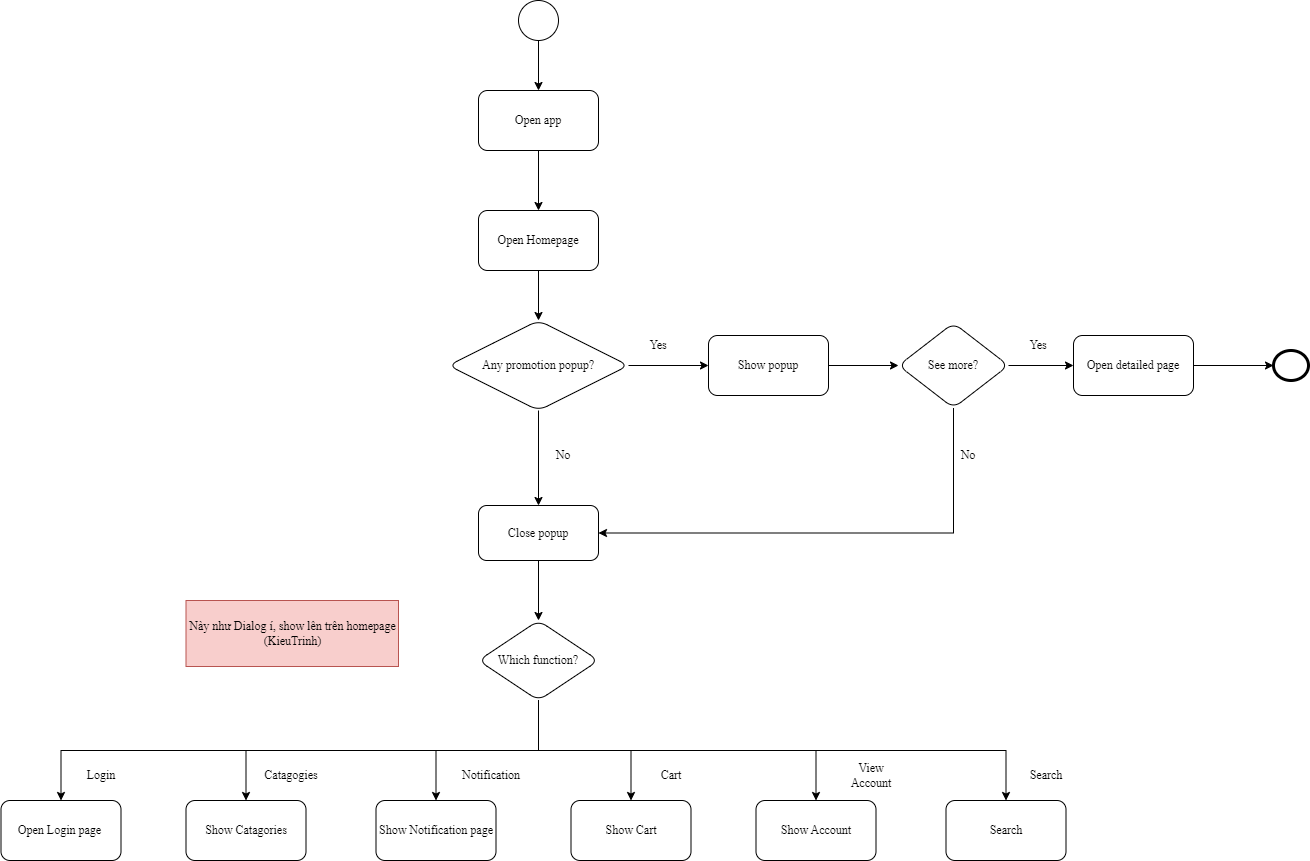 Open app
Open Homepage
Any promotion popup?
Yes
Show popup
See more?
Yes
Open detailed page
No
No
Close popup
Này như Dialog í, show lên trên homepage
(KieuTrinh)
Which function?
Login
Catagogies
Notification
Cart
View
Account
Search
Open Login page
Show Catagories
Show Notification page
Show Cart
Show Account
Search